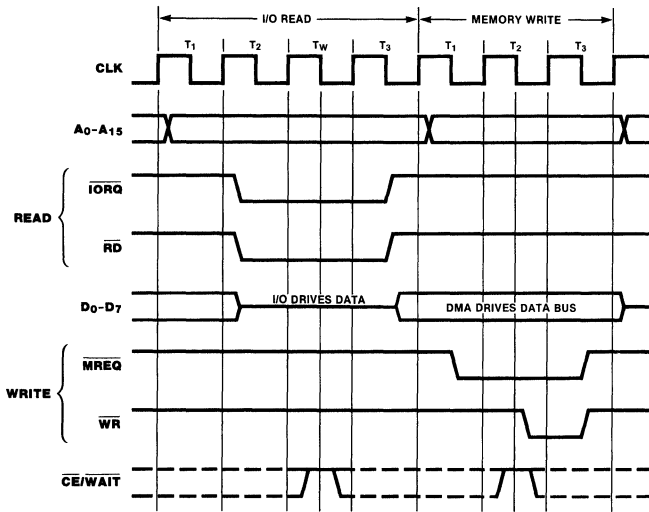 I/O READ MEMORY WRITE
T1 T2 TW T3 T1 T2 T3
CLK
A0-A15
IORQ
READ
RD
D0-D7 I/O DRIVES DATA DMA DRIVES DATA BUS
MREQ
WRITE
WR
CE/WAIT